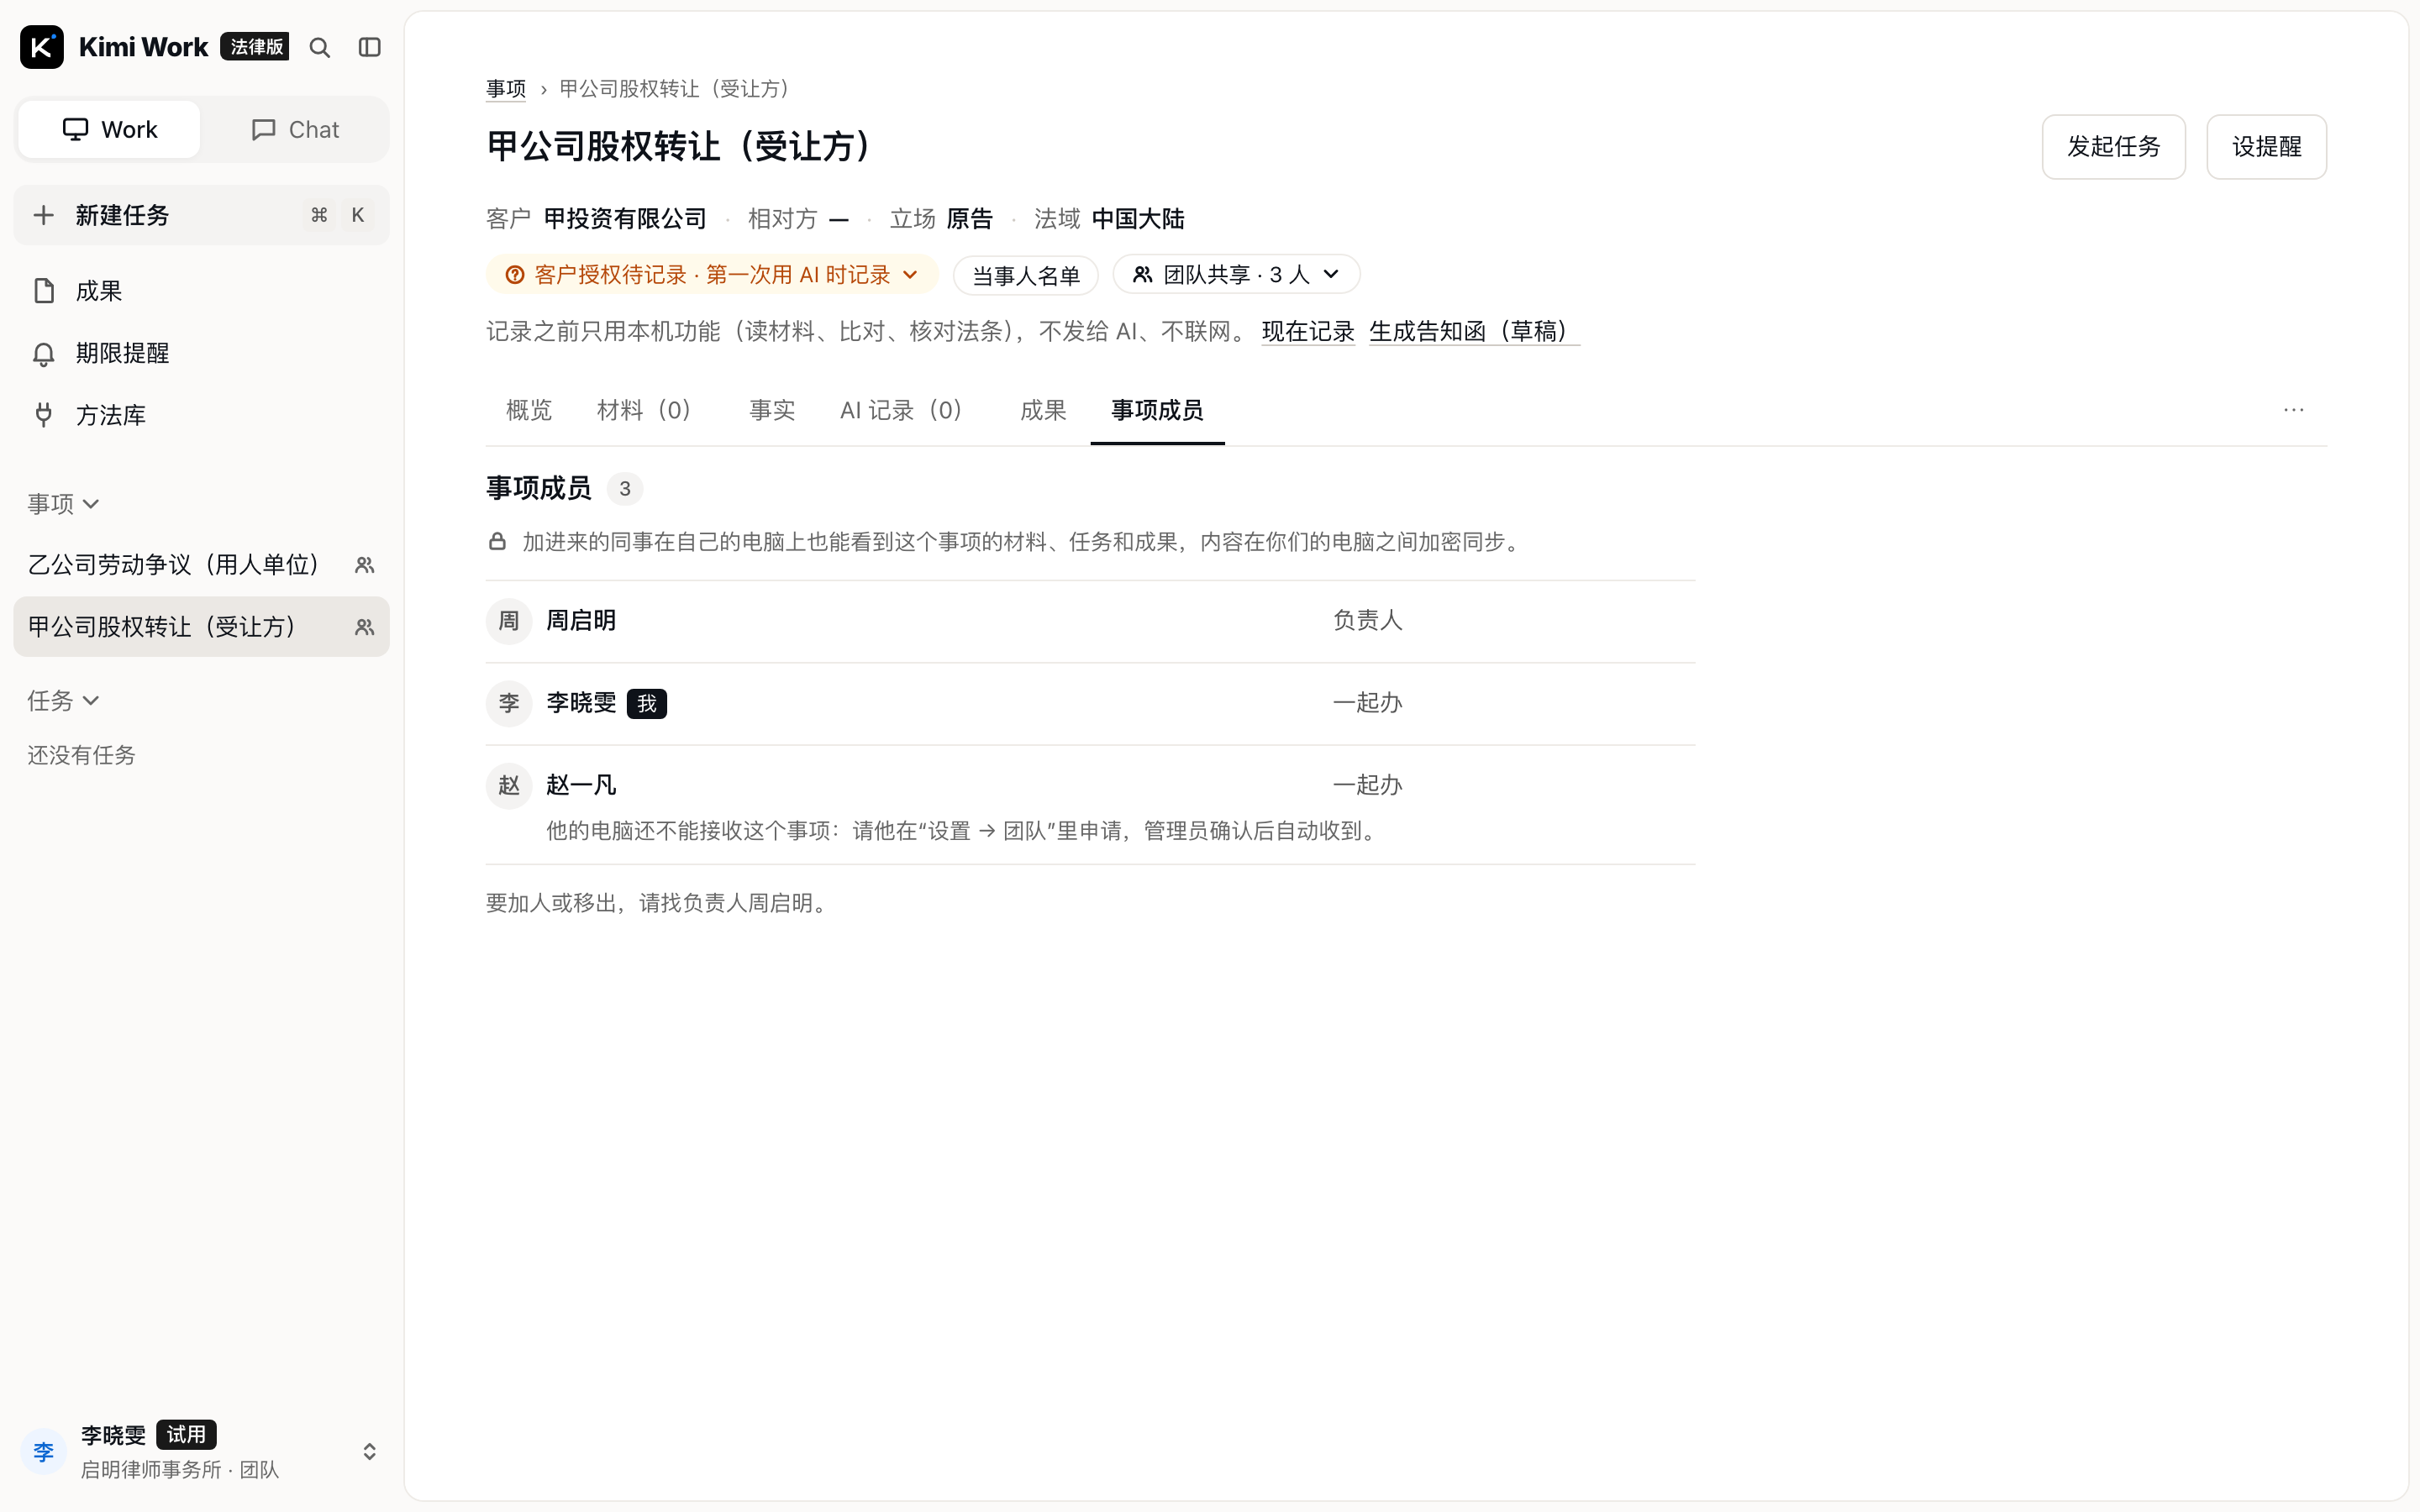 Kimi Work 法律版
Work Chat
新建任务 ⌘ K
成果
期限提醒
方法库
事项
乙公司劳动争议（用人单位）
甲公司股权转让（受让方）
任务
还没有任务
李 李晓雯 试用
启明律师事务所 · 团队
事项 › 甲公司股权转让（受让方）
甲公司股权转让（受让方）
发起任务 设提醒
客户 甲投资有限公司 · 相对方 — · 立场 原告 · 法域 中国大陆
客户授权待记录 · 第一次用 AI 时记录 当事人名单 团队共享 · 3 人
记录之前只用本机功能（读材料、比对、核对法条），不发给 AI、不联网。 现在记录 生成告知函（草稿）
概览 材料（0） 事实 AI 记录（0） 成果 事项成员 ···
事项成员 3
加进来的同事在自己的电脑上也能看到这个事项的材料、任务和成果，内容在你们的电脑之间加密同步。
周 周启明 负责人
李 李晓雯 我 一起办
赵 赵一凡 一起办
他的电脑还不能接收这个事项：请他在“设置 → 团队”里申请，管理员确认后自动收到。
要加人或移出，请找负责人周启明。